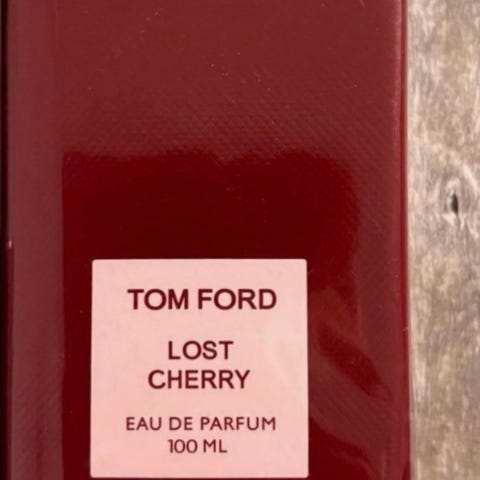 TOM FORD
LOST
CHERRY
EAU DE PARFUM
100 ML